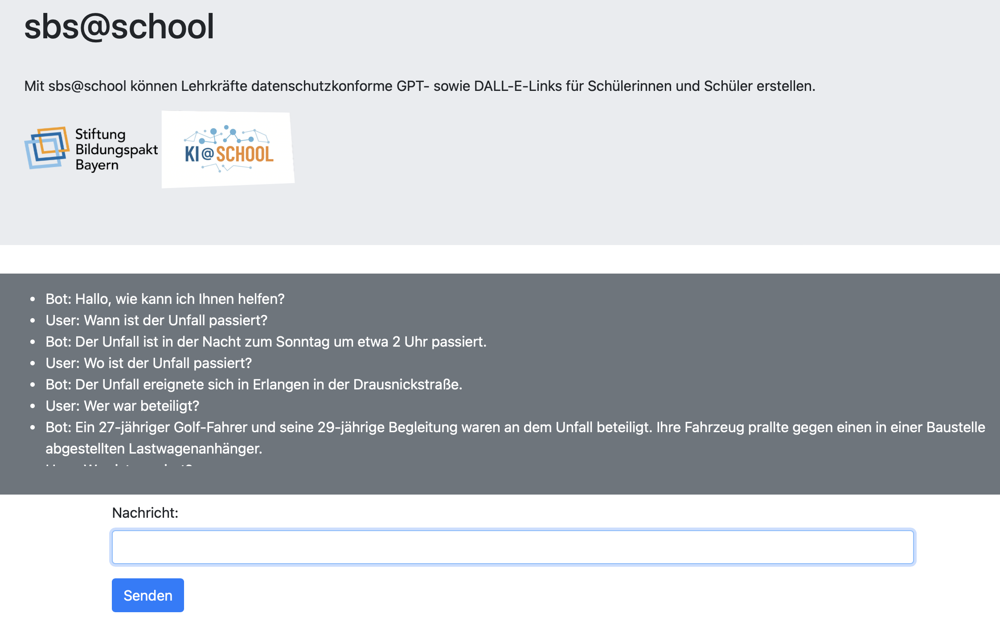 sbs@school
Mit sbs@school können Lehrkräfte datenschutzkonforme GPT- sowie DALL-E-Links für Schülerinnen und Schüler erstellen.
Stiftung
Bildungspakt
Bayern
KI@SCHOOL
• Bot: Hallo, wie kann ich Ihnen helfen?
• User: Wann ist der Unfall passiert?
• Bot: Der Unfall ist in der Nacht zum Sonntag um etwa 2 Uhr passiert.
• User: Wo ist der Unfall passiert?
• Bot: Der Unfall ereignete sich in Erlangen in der Drausnickstraße.
• User: Wer war beteiligt?
• Bot: Ein 27-jähriger Golf-Fahrer und seine 29-jährige Begleitung waren an dem Unfall beteiligt. Ihre Fahrzeug prallte gegen einen in einer Baustelle
abgestellten Lastwagenanhänger.
Nachricht:
Senden